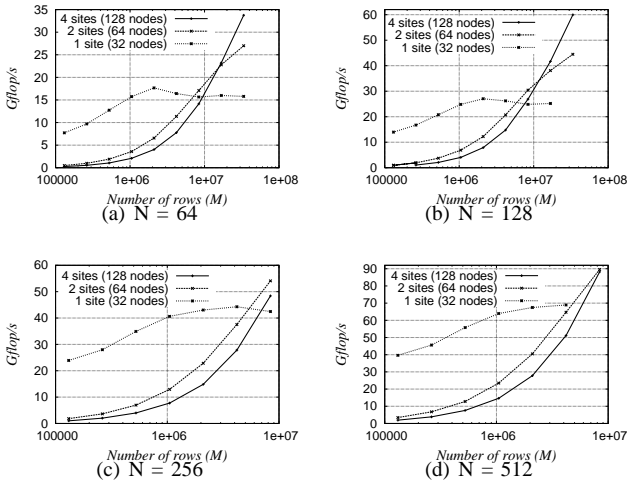 35
30
25
20
15
10
5
0
Gflop/s
4 sites (128 nodes)
2 sites (64 nodes)
1 site (32 nodes)
100000
1e+06
1e+07
1e+08
Number of rows (M)
(a) N = 64
60
50
40
30
20
10
0
Gflop/s
4 sites (128 nodes)
2 sites (64 nodes)
1 site (32 nodes)
100000
1e+06
1e+07
1e+08
Number of rows (M)
(b) N = 128
60
50
40
30
20
10
0
Gflop/s
4 sites (128 nodes)
2 sites (64 nodes)
1 site (32 nodes)
100000
1e+06
1e+07
Number of rows (M)
(c) N = 256
90
80
70
60
50
40
30
20
10
0
Gflop/s
4 sites (128 nodes)
2 sites (64 nodes)
1 site (32 nodes)
100000
1e+06
1e+07
Number of rows (M)
(d) N = 512